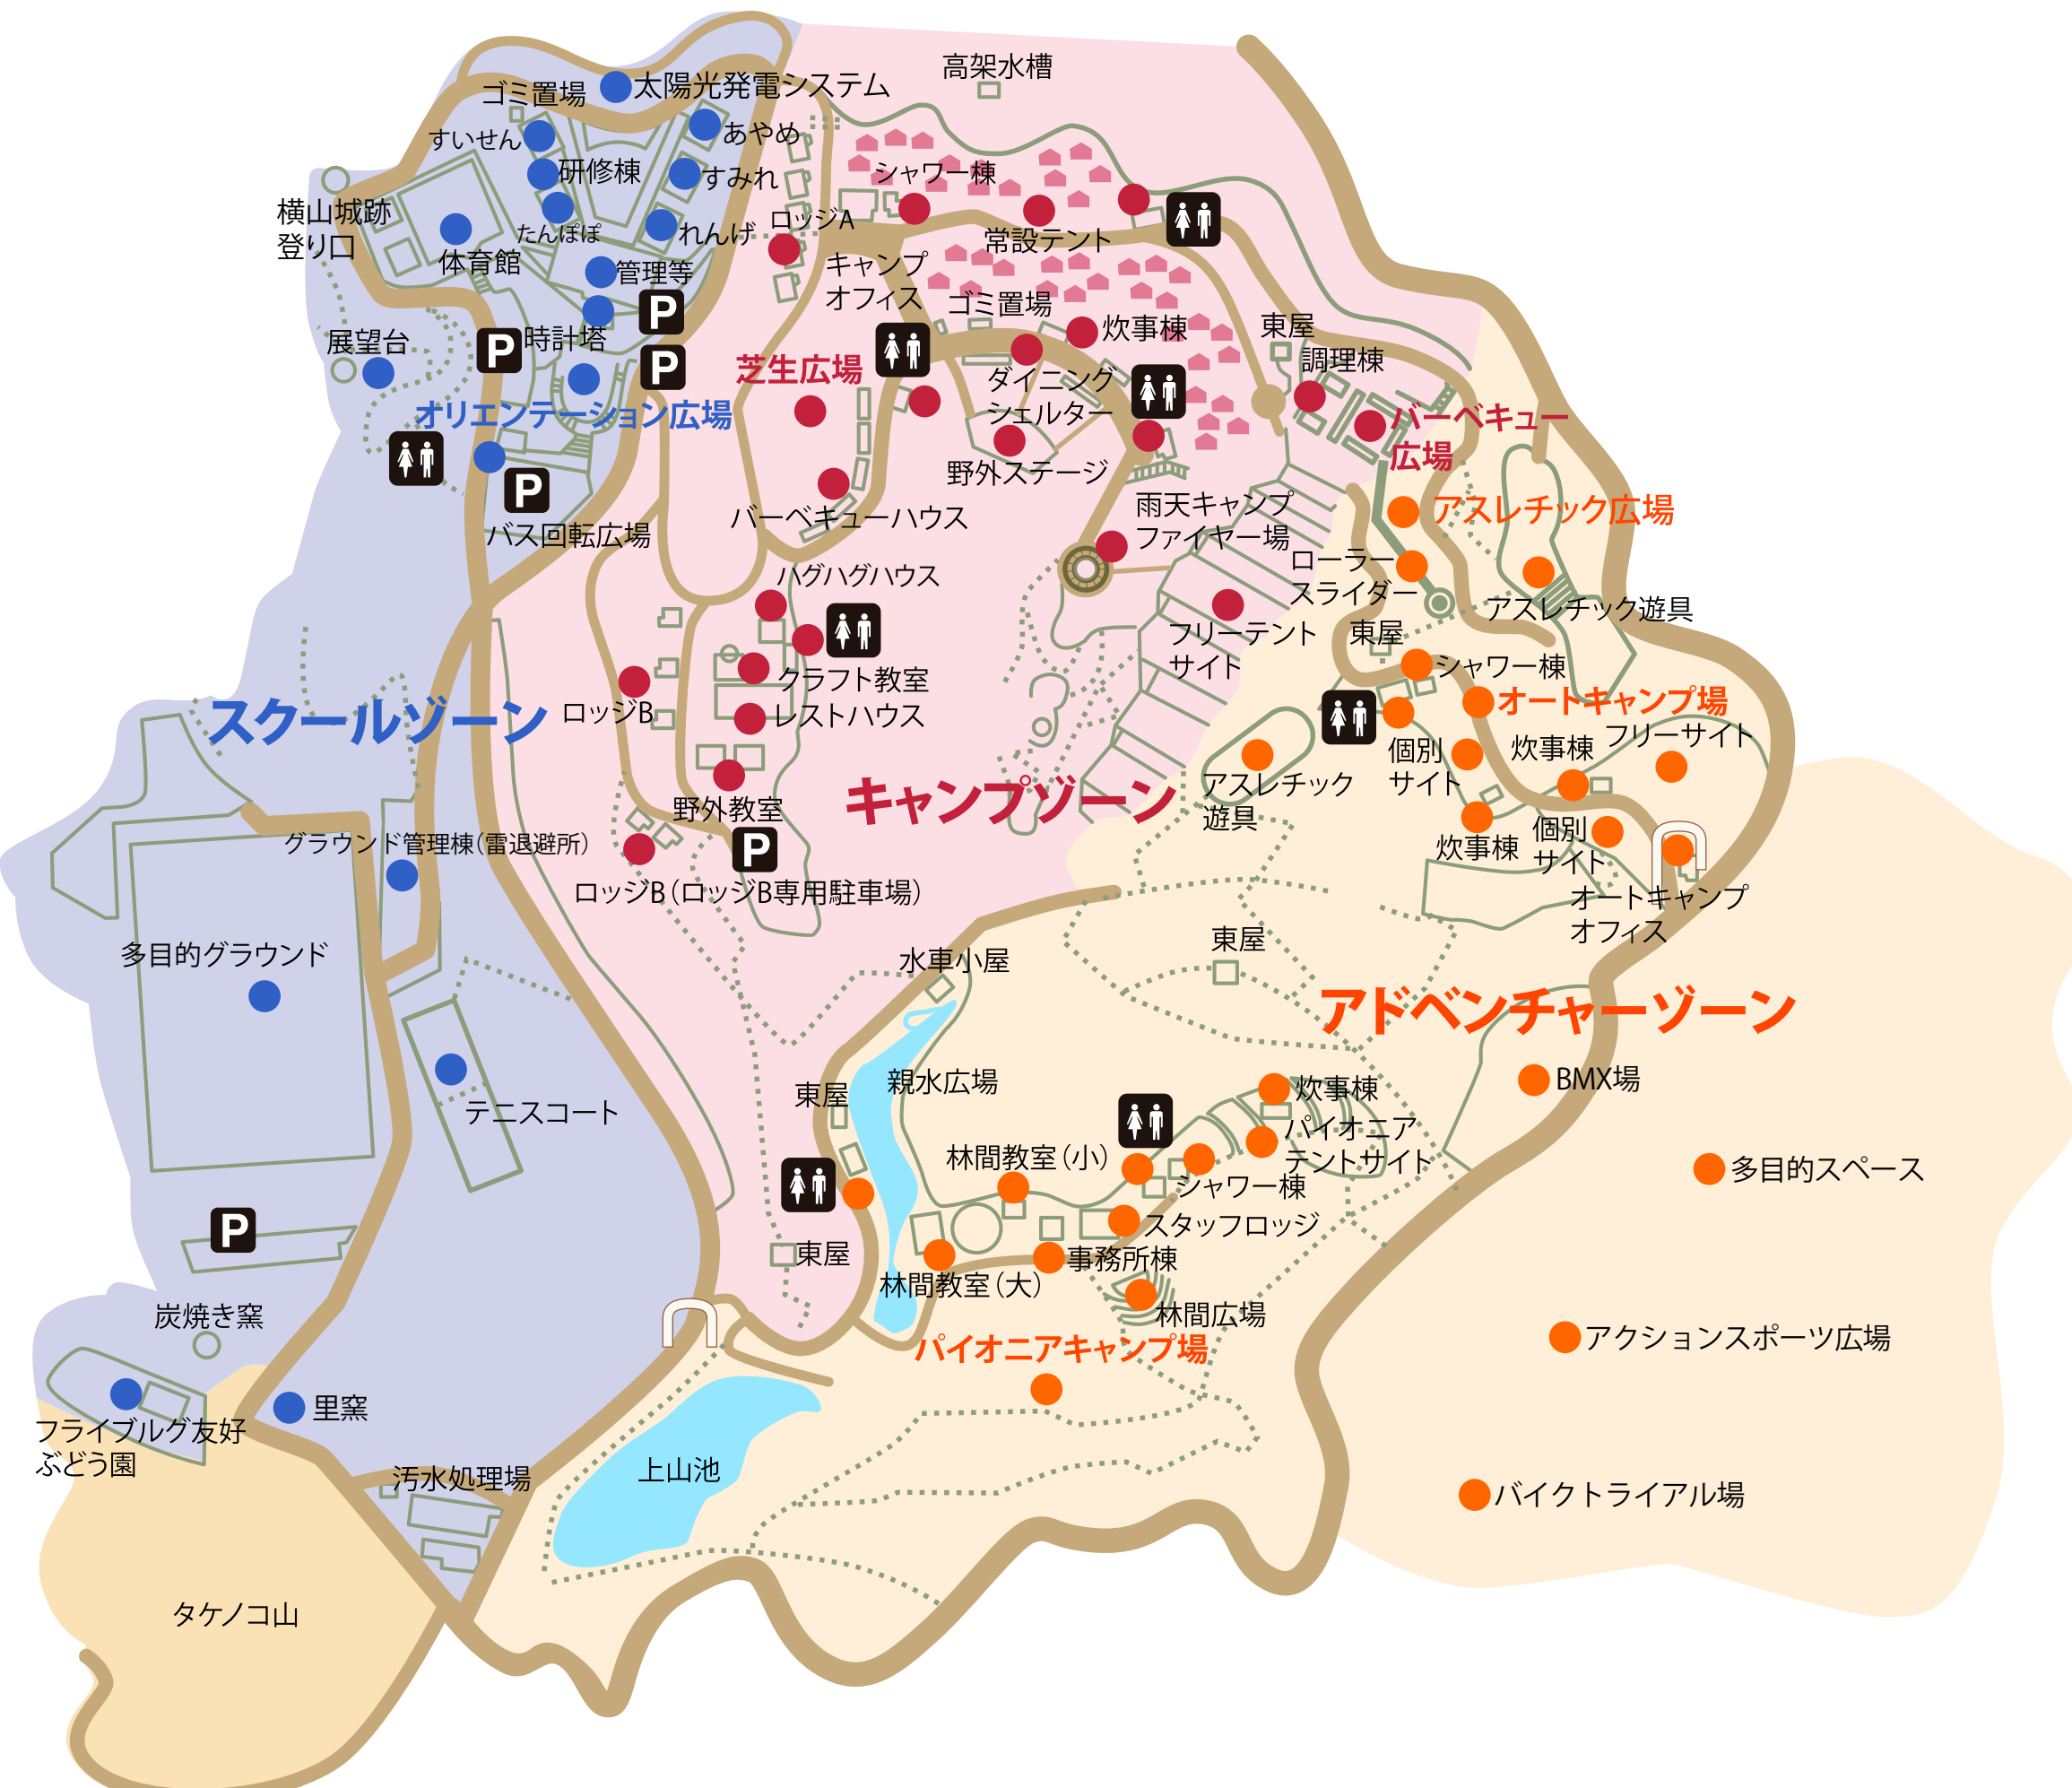 高架水槽
太陽光発電システム
ゴミ置場
すいせん
あやめ
研修棟
すみれ
シャワー棟
横山城跡
登り口
たんぽぽ
れんげ
ロッジA
体育館
管理等
キャンプ
オフィス
常設テント
ゴミ置場
P
時計塔
展望台
P
P
炊事棟
東屋
調理棟
芝生広場
ダイニング
シェルター
オリエンテーション広場
バーベキュー
広場
野外ステージ
P
バス回転広場
バーベキューハウス
雨天キャンプ
ファイヤー場
アスレチック広場
ローラー
スライダー
ハグハグハウス
アスレチック遊具
フリーテント
サイト
東屋
シャワー棟
クラフト教室
ロッジB
レストハウス
オートキャンプ場
スクールゾーン
個別
サイト
炊事棟
フリーサイト
キャンプゾーン
アスレチック
遊具
野外教室
グラウンド管理棟(雷退避所)
P
炊事棟
個別
サイト
ロッジB(ロッジB専用駐車場)
オートキャンプ
オフィス
多目的グラウンド
水車小屋
東屋
アドベンチャーゾーン
テニスコート
東屋
親水広場
炊事棟
BMX場
パイオニア
テントサイト
林間教室(小)
シャワー棟
多目的スペース
P
スタッフロッジ
東屋
事務所棟
林間教室(大)
炭焼き窯
林間広場
パイオニアキャンプ場
アクションスポーツ広場
里窯
フライブルグ友好
ぶどう園
汚水処理場
上山池
バイクトライアル場
タケノコ山